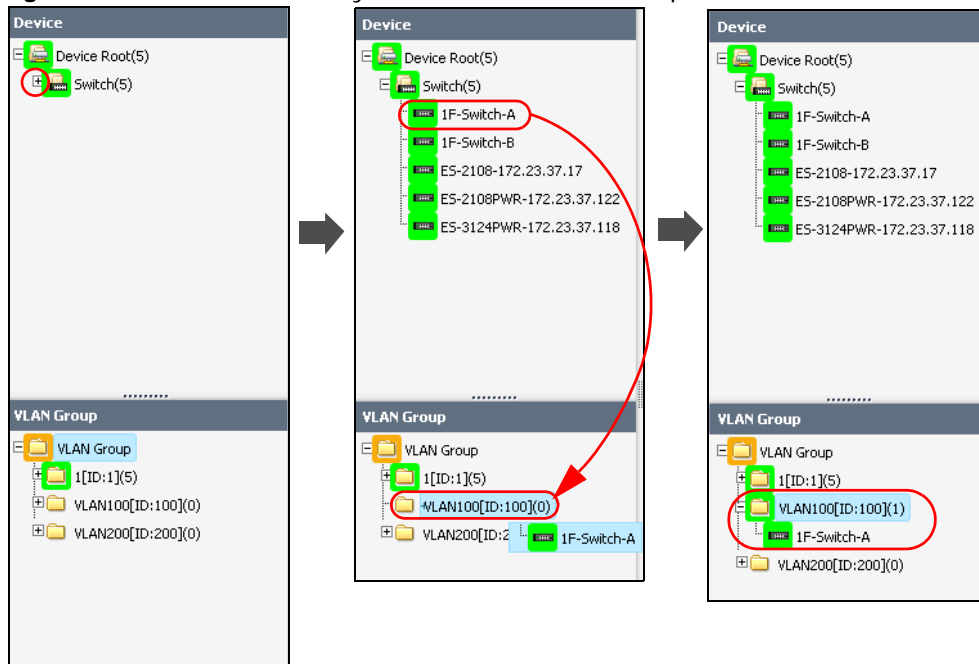 Device
Device Root(5)
Switch(5)
VLAN Group
VLAN Group
1[ID:1](5)
VLAN100[ID:100](0)
VLAN200[ID:200](0)
Device
Device Root(5)
Switch(5)
1F-Switch-A
1F-Switch-B
ES-2108-172.23.37.17
ES-2108PWR-172.23.37.122
ES-3124PWR-172.23.37.118
VLAN Group
VLAN Group
1[ID:1](5)
VLAN100[ID:100](0)
VLAN200[ID:2
1F-Switch-A
Device
Device Root(5)
Switch(5)
1F-Switch-A
1F-Switch-B
ES-2108-172.23.37.17
ES-2108PWR-172.23.37.122
ES-3124PWR-172.23.37.118
VLAN Group
VLAN Group
1[ID:1](5)
VLAN100[ID:100](1)
1F-Switch-A
VLAN200[ID:200](0)